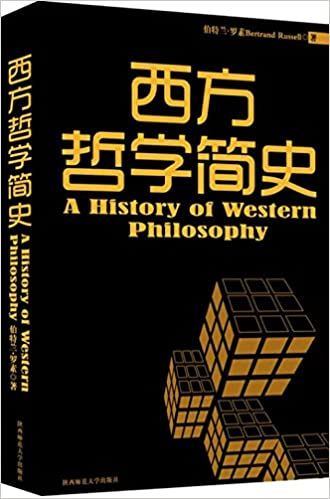 伯特兰·罗素Bertrand Russell◎著
西方
哲学简史
A History of Western
Philosophy
西方哲学简史
A History of Western
Philosophy
伯特兰·罗素◎著
陕西师范大学出版社